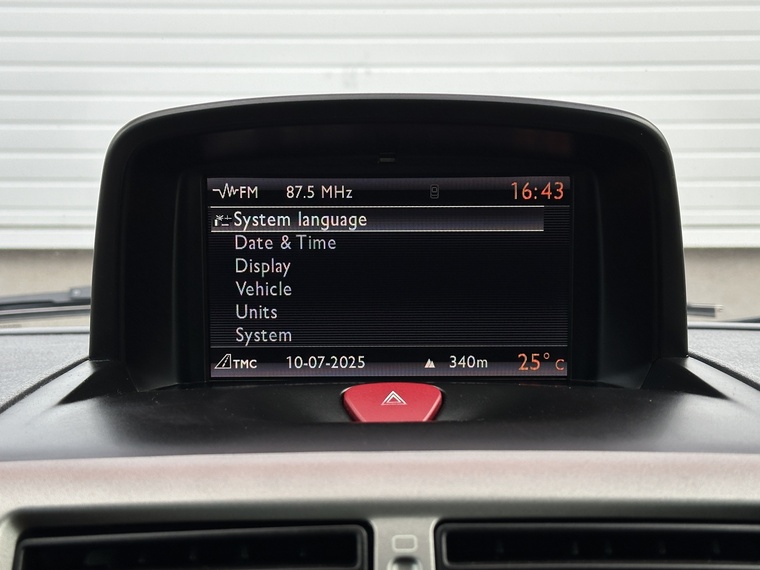 FM 87.5 MHz 16:43
System language
Date & Time
Display
Vehicle
Units
System
TMC 10-07-2025 340m 25° C